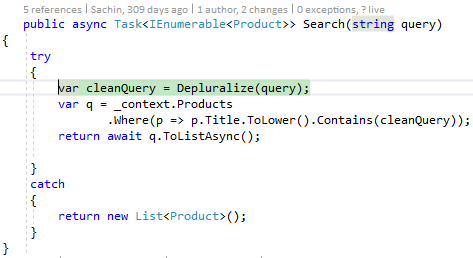 5 references | Sachin, 309 days ago | 1 author, 2 changes | 0 exceptions, ? live
public async Task<IEnumerable<Product>> Search(string query)
{
try
{
var cleanQuery = Depluralize(query);
var q = _context.Products
.Where(p => p.Title.ToLower().Contains(cleanQuery));
return await q.ToListAsync();
}
catch
{
return new List<Product>();
}
}